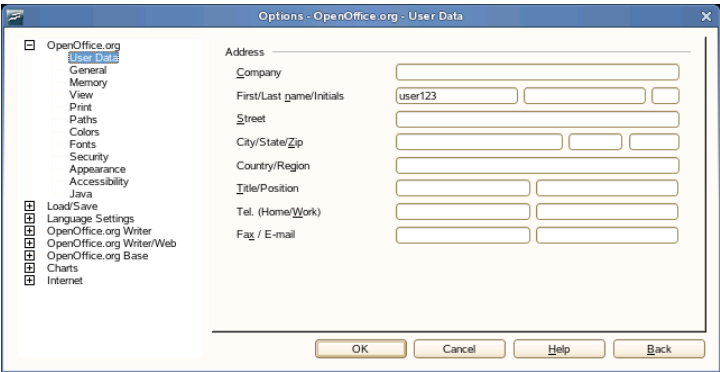 Options - OpenOffice.org - User Data
OpenOffice.org
User Data
General
Memory
View
Print
Paths
Colors
Fonts
Security
Appearance
Accessibility
Java
Load/Save
Language Settings
OpenOffice.org Writer
OpenOffice.org Writer/Web
OpenOffice.org Base
Charts
Internet
Address
Company
First/Last name/Initials user123
Street
City/State/Zip
Country/Region
Title/Position
Tel. (Home/Work)
Fax / E-mail
OK Cancel Help Back